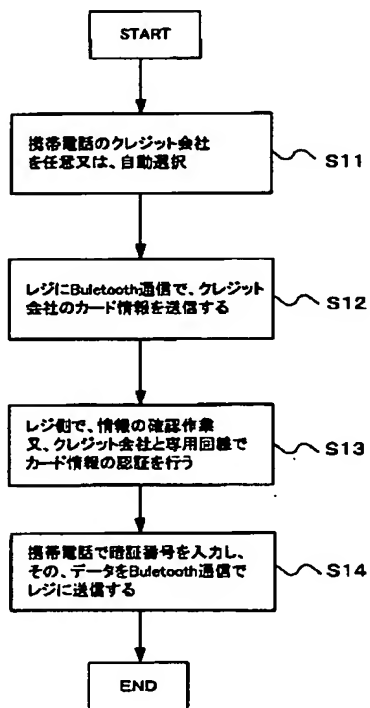 START
携帯電話のクレジット会社
を任意又は、自動選択
S11
レジにBuletooth通信で、クレジット
会社のカード情報を送信する
S12
レジ側で、情報の確認作業
又、クレジット会社と専用回線で
カード情報の認証を行う
S13
携帯電話で暗証番号を入力し、
その、データをBuletooth通信で
レジに送信する
S14
END